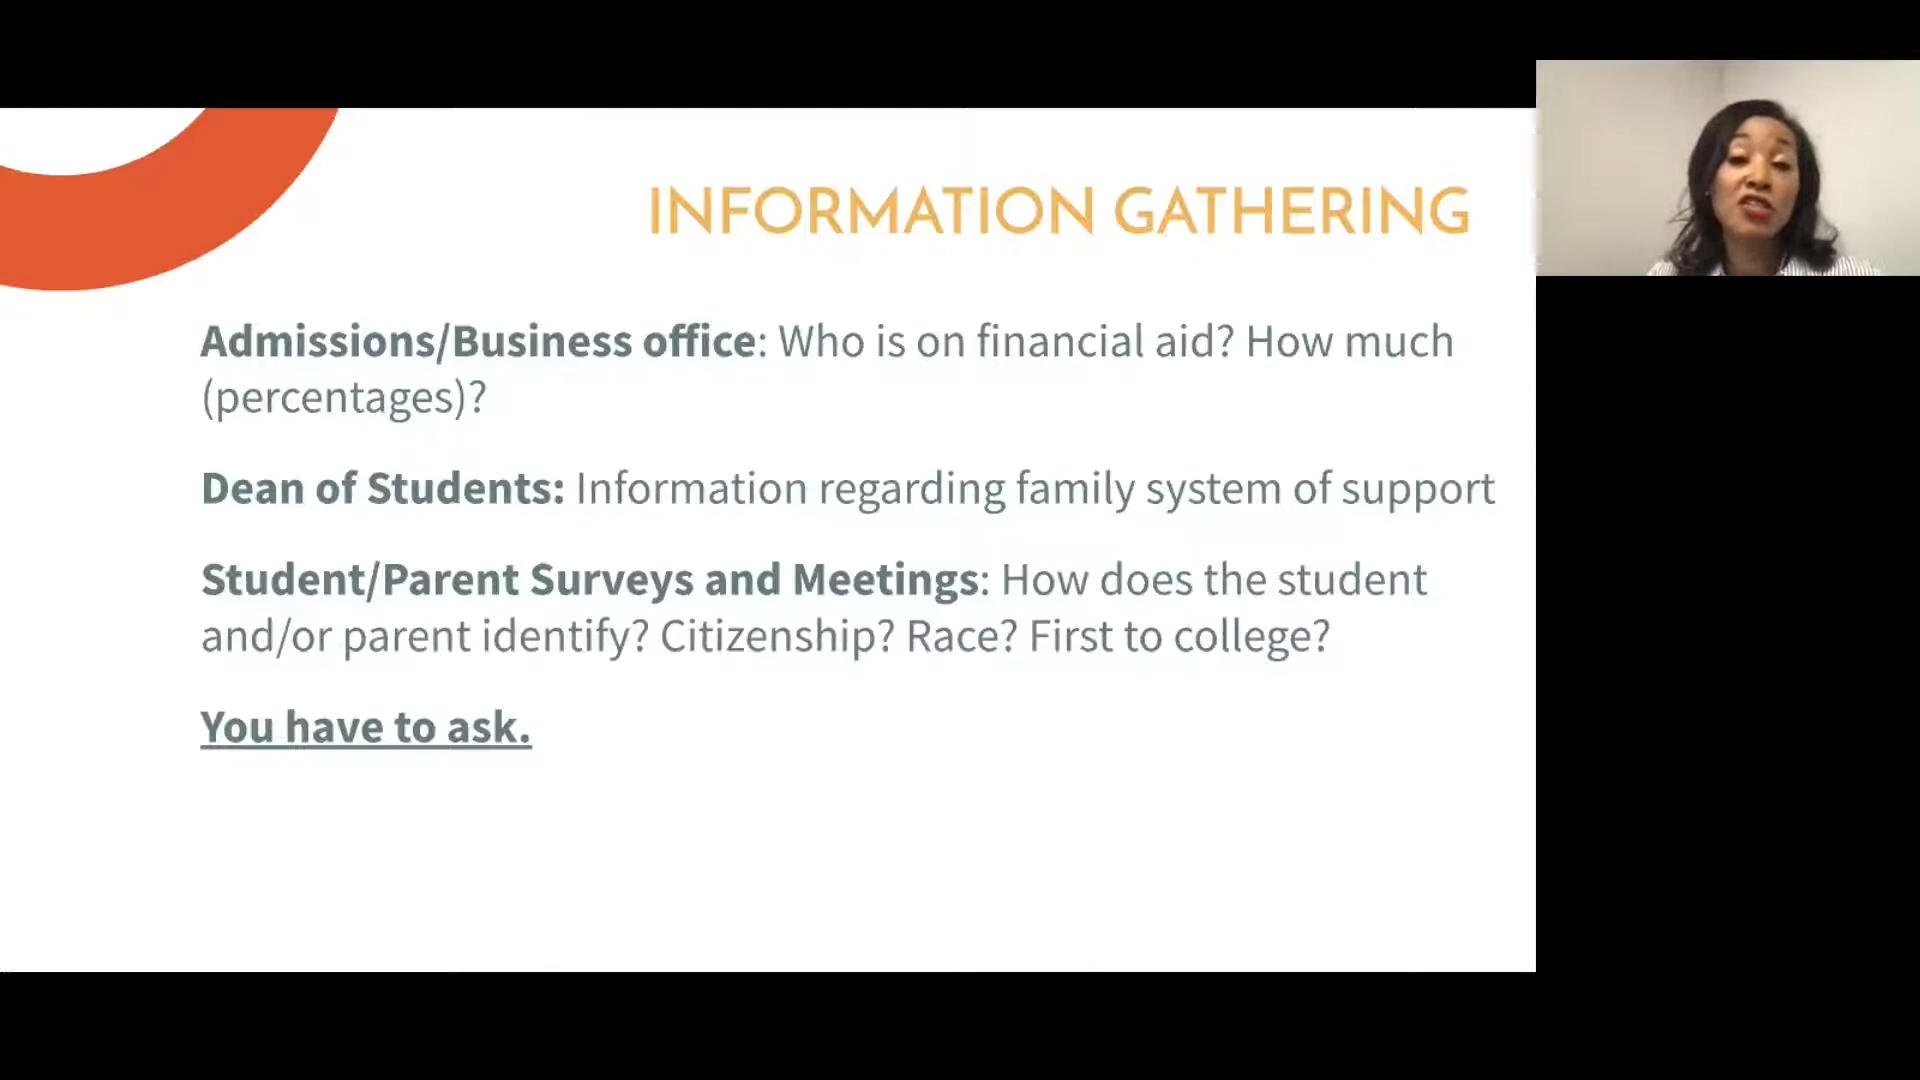 INFORMATION GATHERING
Admissions/Business office: Who is on financial aid? How much
(percentages)?
Dean of Students: Information regarding family system of support
Student/Parent Surveys and Meetings: How does the student
and/or parent identify? Citizenship? Race? First to college?
You have to ask.